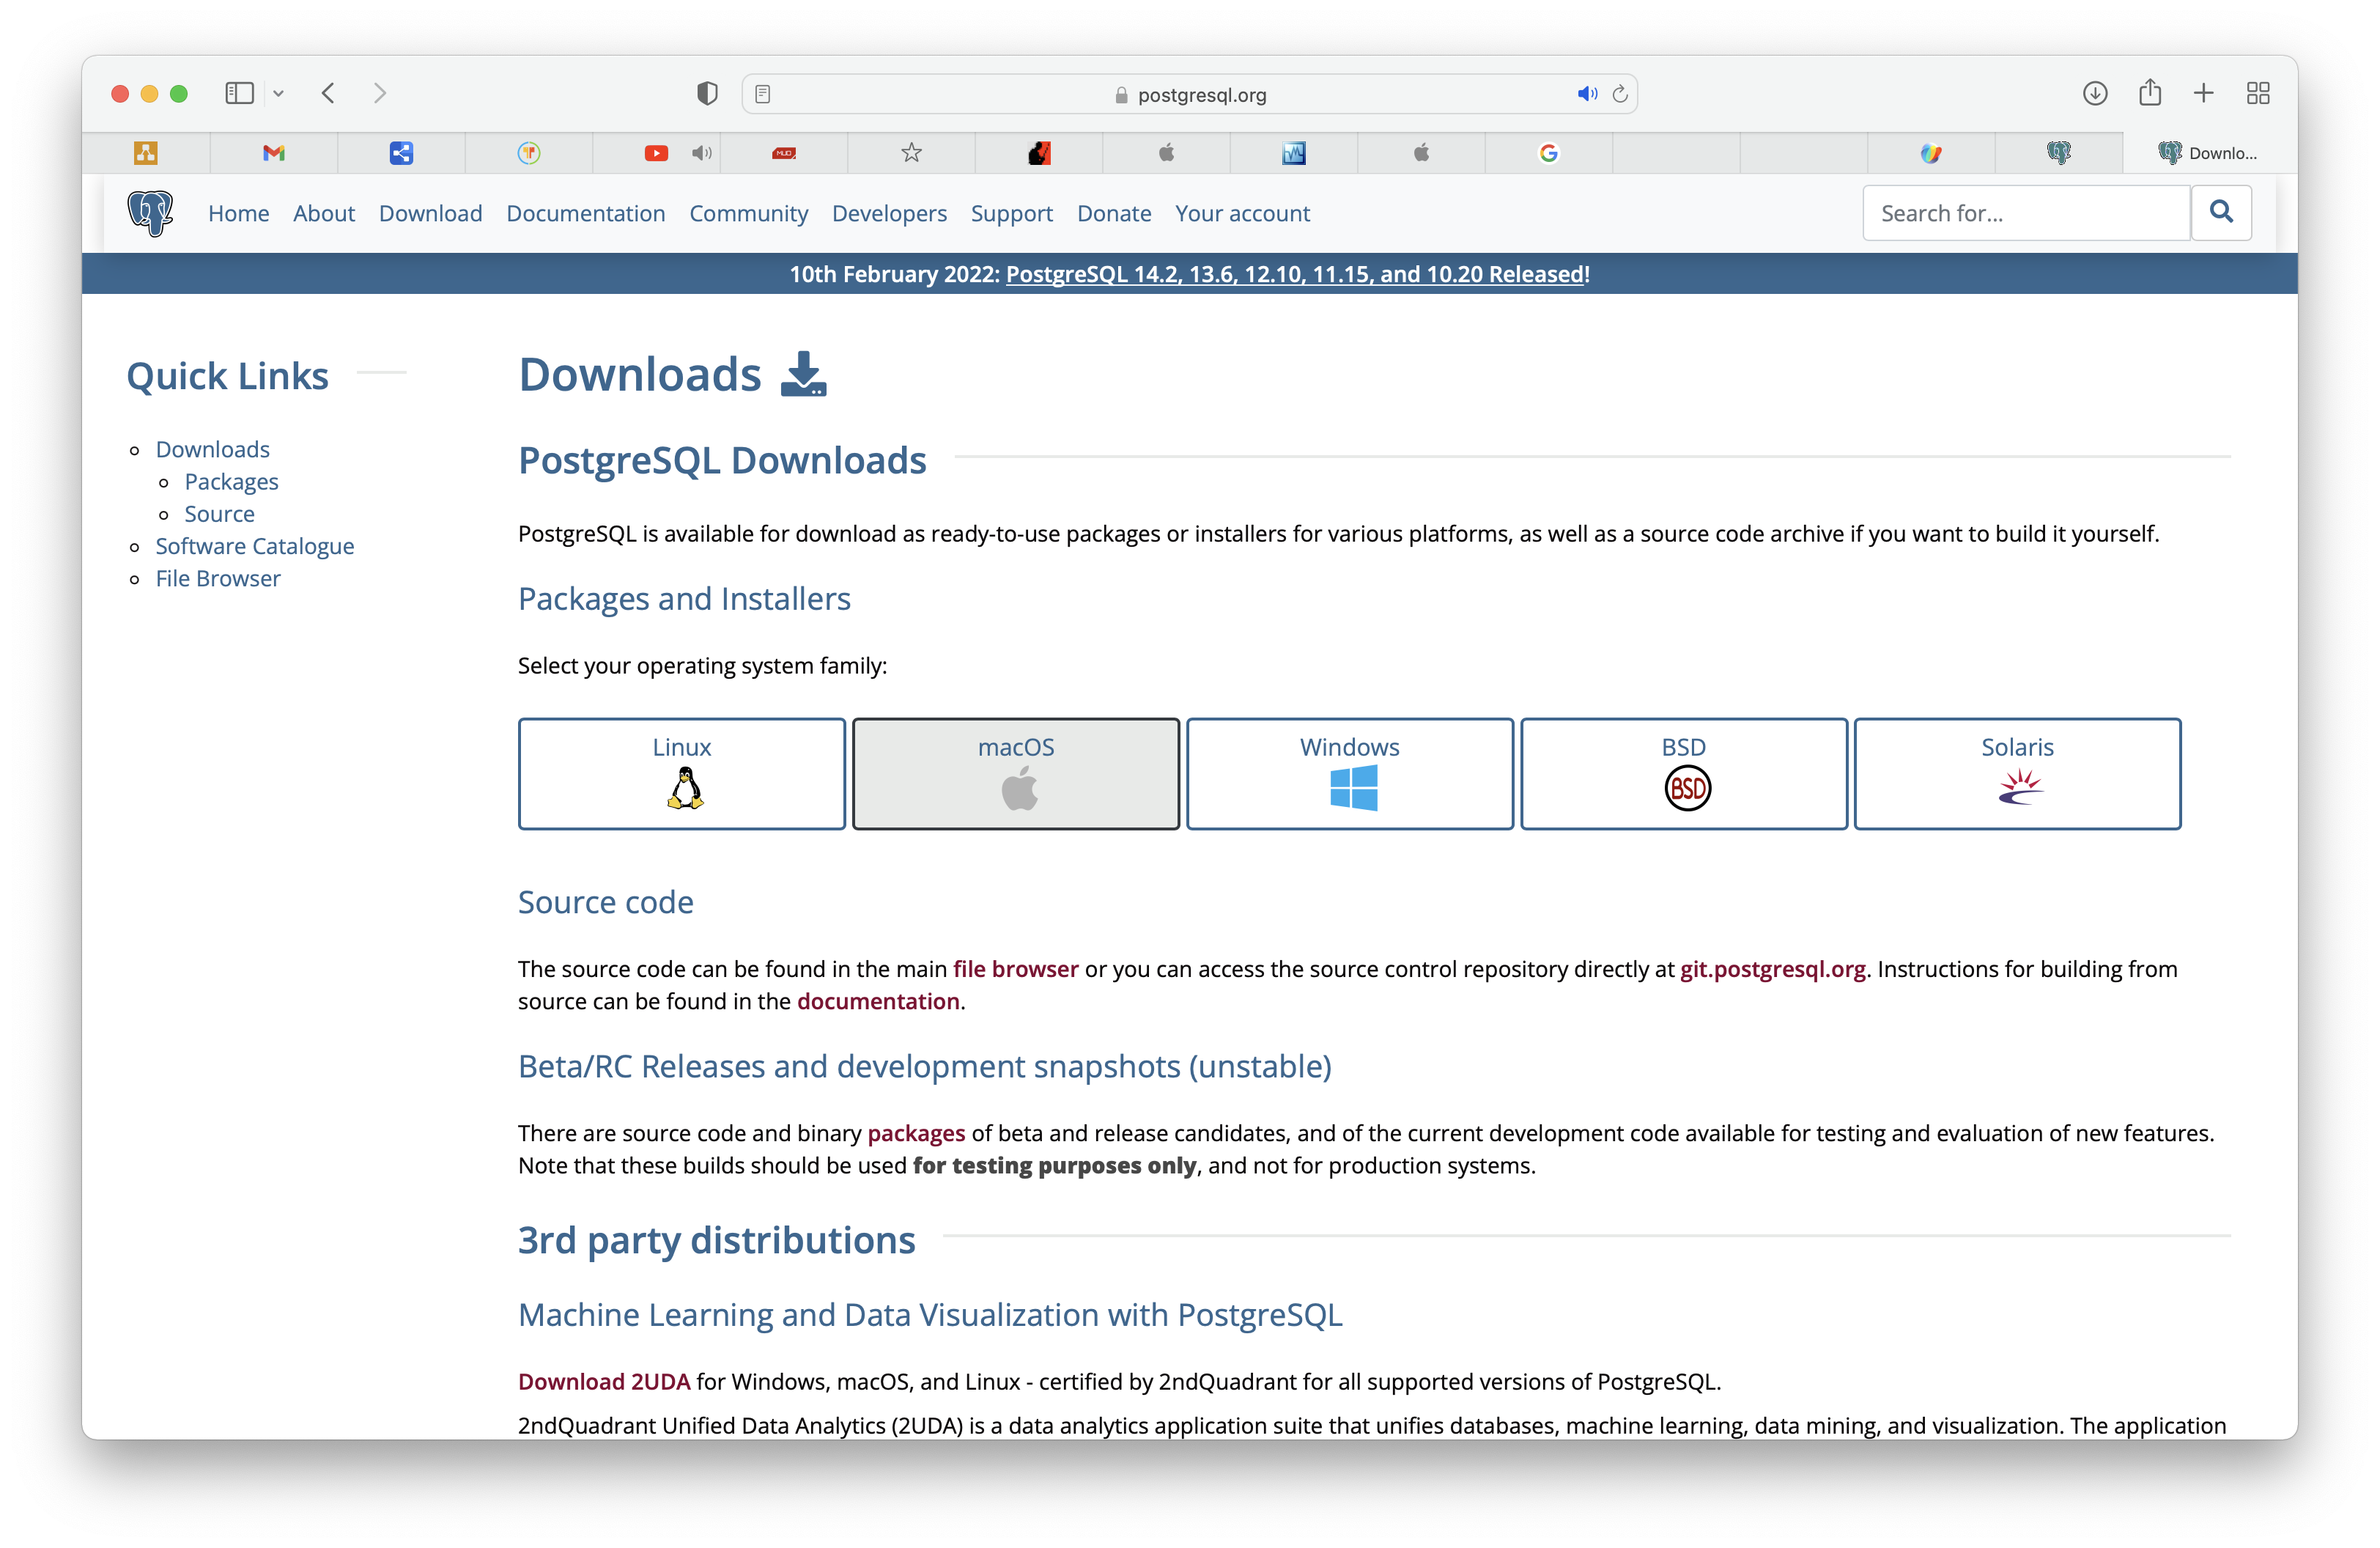 postgresql.org
MUO
Downlo...
Home About Download Documentation Community Developers Support Donate Your account
Search for...
10th February 2022: PostgreSQL 14.2, 13.6, 12.10, 11.15, and 10.20 Released!
Quick Links
Downloads
Packages
Source
Software Catalogue
File Browser
Downloads
PostgreSQL Downloads
PostgreSQL is available for download as ready-to-use packages or installers for various platforms, as well as a source code archive if you want to build it yourself.
Packages and Installers
Select your operating system family:
Linux
macOS
Windows
BSD
BSD
Solaris
Source code
The source code can be found in the main file browser or you can access the source control repository directly at git.postgresql.org. Instructions for building from
source can be found in the documentation.
Beta/RC Releases and development snapshots (unstable)
There are source code and binary packages of beta and release candidates, and of the current development code available for testing and evaluation of new features.
Note that these builds should be used for testing purposes only, and not for production systems.
3rd party distributions
Machine Learning and Data Visualization with PostgreSQL
Download 2UDA for Windows, macOS, and Linux - certified by 2ndQuadrant for all supported versions of PostgreSQL.
2ndQuadrant Unified Data Analytics (2UDA) is a data analytics application suite that unifies databases, machine learning, data mining, and visualization. The application